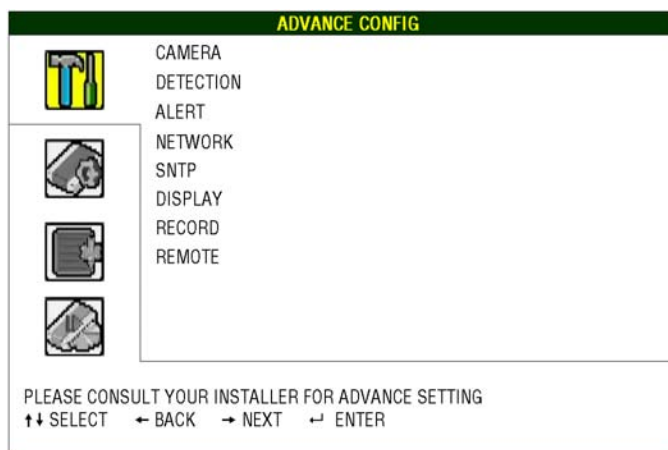 ADVANCE CONFIG
CAMERA
DETECTION
ALERT
NETWORK
SNTP
DISPLAY
RECORD
REMOTE
PLEASE CONSULT YOUR INSTALLER FOR ADVANCE SETTING
↑↓ SELECT ← BACK → NEXT ↵ ENTER